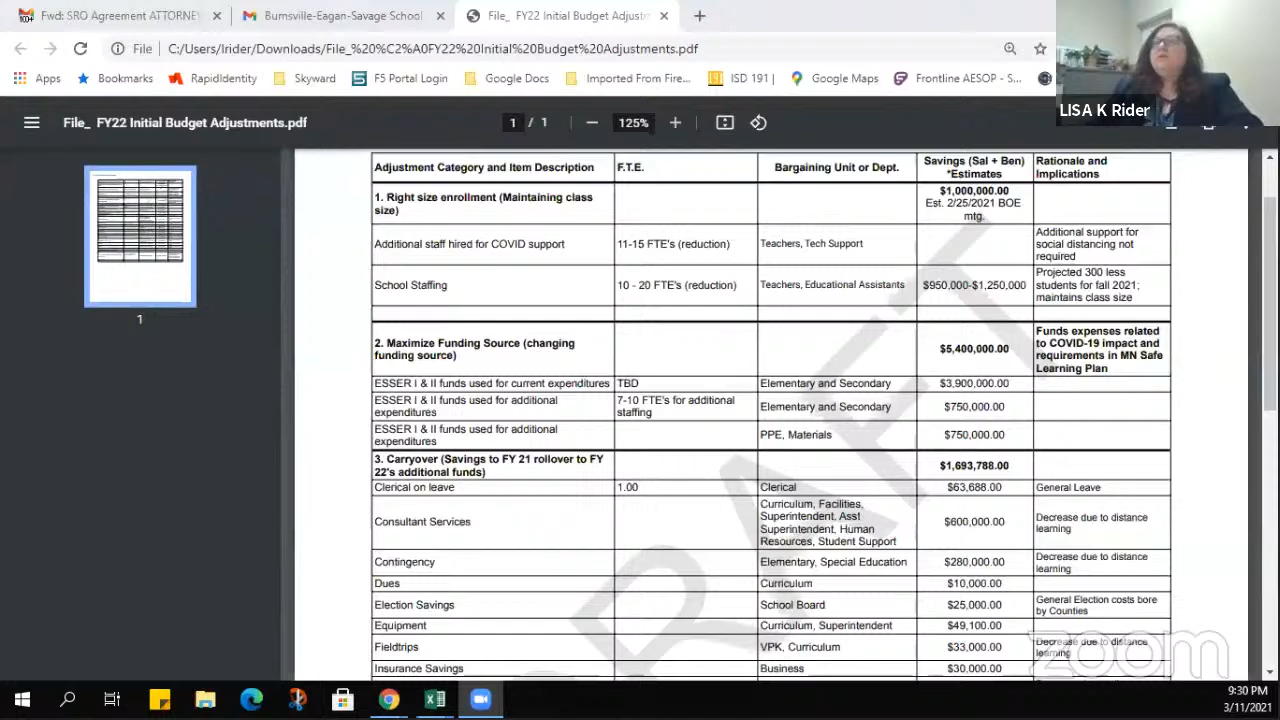 Fwd: SRO Agreement ATTORNEY
Burnsville-Eagan-Savage School
File_ FY22 Initial Budget Adjustm
File
C:/Users/lrider/Downloads/File_%20%C2%A0FY22%20Initial%20Budget%20Adjustments.pdf
Apps
Bookmarks
RapidIdentity
Skyward
F5 Portal Login
Google Docs
Imported From Fire...
ISD 191 |
Google Maps
Frontline AESOP - S...
LISA K Rider
File_ FY22 Initial Budget Adjustments.pdf
1 / 1
125%
1
Adjustment Category and Item Description
F.T.E.
Bargaining Unit or Dept.
Savings (Sal + Ben)
*Estimates
Rationale and
Implications
1. Right size enrollment (Maintaining class
size)
$1,000,000.00
Est. 2/25/2021 BOE
mtg.
Additional staff hired for COVID support
11-15 FTE's (reduction)
Teachers, Tech Support
Additional support for
social distancing not
required
School Staffing
10 - 20 FTE's (reduction)
Teachers, Educational Assistants
$950,000-$1,250,000
Projected 300 less
students for fall 2021;
maintains class size
2. Maximize Funding Source (changing
funding source)
$5,400,000.00
Funds expenses related
to COVID-19 impact and
requirements in MN Safe
Learning Plan
ESSER I & II funds used for current expenditures
TBD
Elementary and Secondary
$3,900,000.00
ESSER I & II funds used for additional
expenditures
7-10 FTE's for additional
staffing
Elementary and Secondary
$750,000.00
ESSER I & II funds used for additional
expenditures
PPE, Materials
$750,000.00
3. Carryover (Savings to FY 21 rollover to FY
22's additional funds)
$1,693,788.00
Clerical on leave
1.00
Clerical
$63,688.00
General Leave
Consultant Services
Curriculum, Facilities,
Superintendent, Asst
Superintendent, Human
Resources, Student Support
$600,000.00
Decrease due to distance
learning
Contingency
Elementary, Special Education
$280,000.00
Decrease due to distance
learning
Dues
Curriculum
$10,000.00
Election Savings
School Board
$25,000.00
General Election costs bore
by Counties
Equipment
Curriculum, Superintendent
$49,100.00
Fieldtrips
VPK, Curriculum
$33,000.00
Decrease due to distance
learning
Insurance Savings
Business
$30,000.00
DRAFT
zoom
9:30 PM
3/11/2021